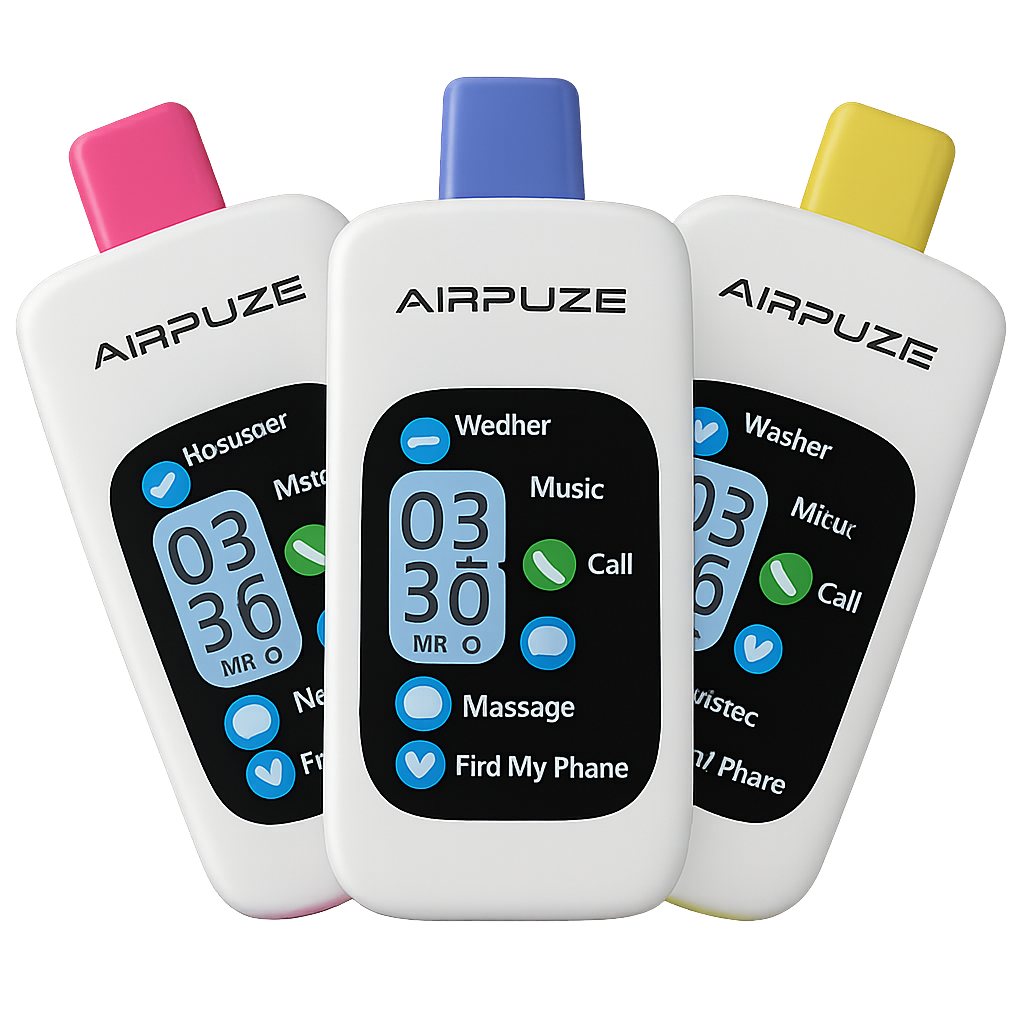 AIRPUZE
Hosusaer
03
36
MR O
AIRPUZE
Wedher
Music
03
30
Call
MR O
Massage
Fird My Phane
AIRPUZE
Washer
03
Call
Phare